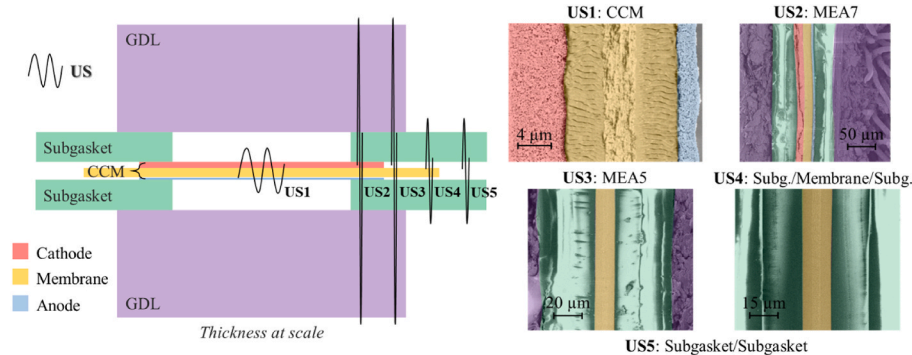 GDL
US
Subgasket
CCM
US1
US2
US3
US4
US5
Subgasket
Cathode
Membrane
Anode
GDL
Thickness at scale
US1: CCM
4 μm
US2: MEA7
50 μm
US3: MEA5
20 μm
US4: Subg./Membrane/Subg.
15 μm
US5: Subgasket/Subgasket